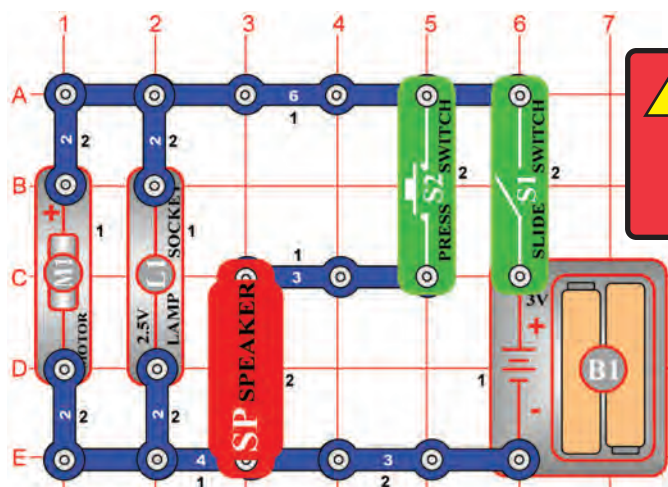 1 2 3 4 5 6 7
A
6
1
2 2
2 2
PRESS S2 SWITCH
2
SLIDE S1 SWITCH
2
B
+
M1
MOTOR
1
2.5V
L1
LAMP SOCKET
1
C
1
3
SP SPEAKER
2
3V
+
-
B1
1
D
2 2
2 2
E
4
1
3
2